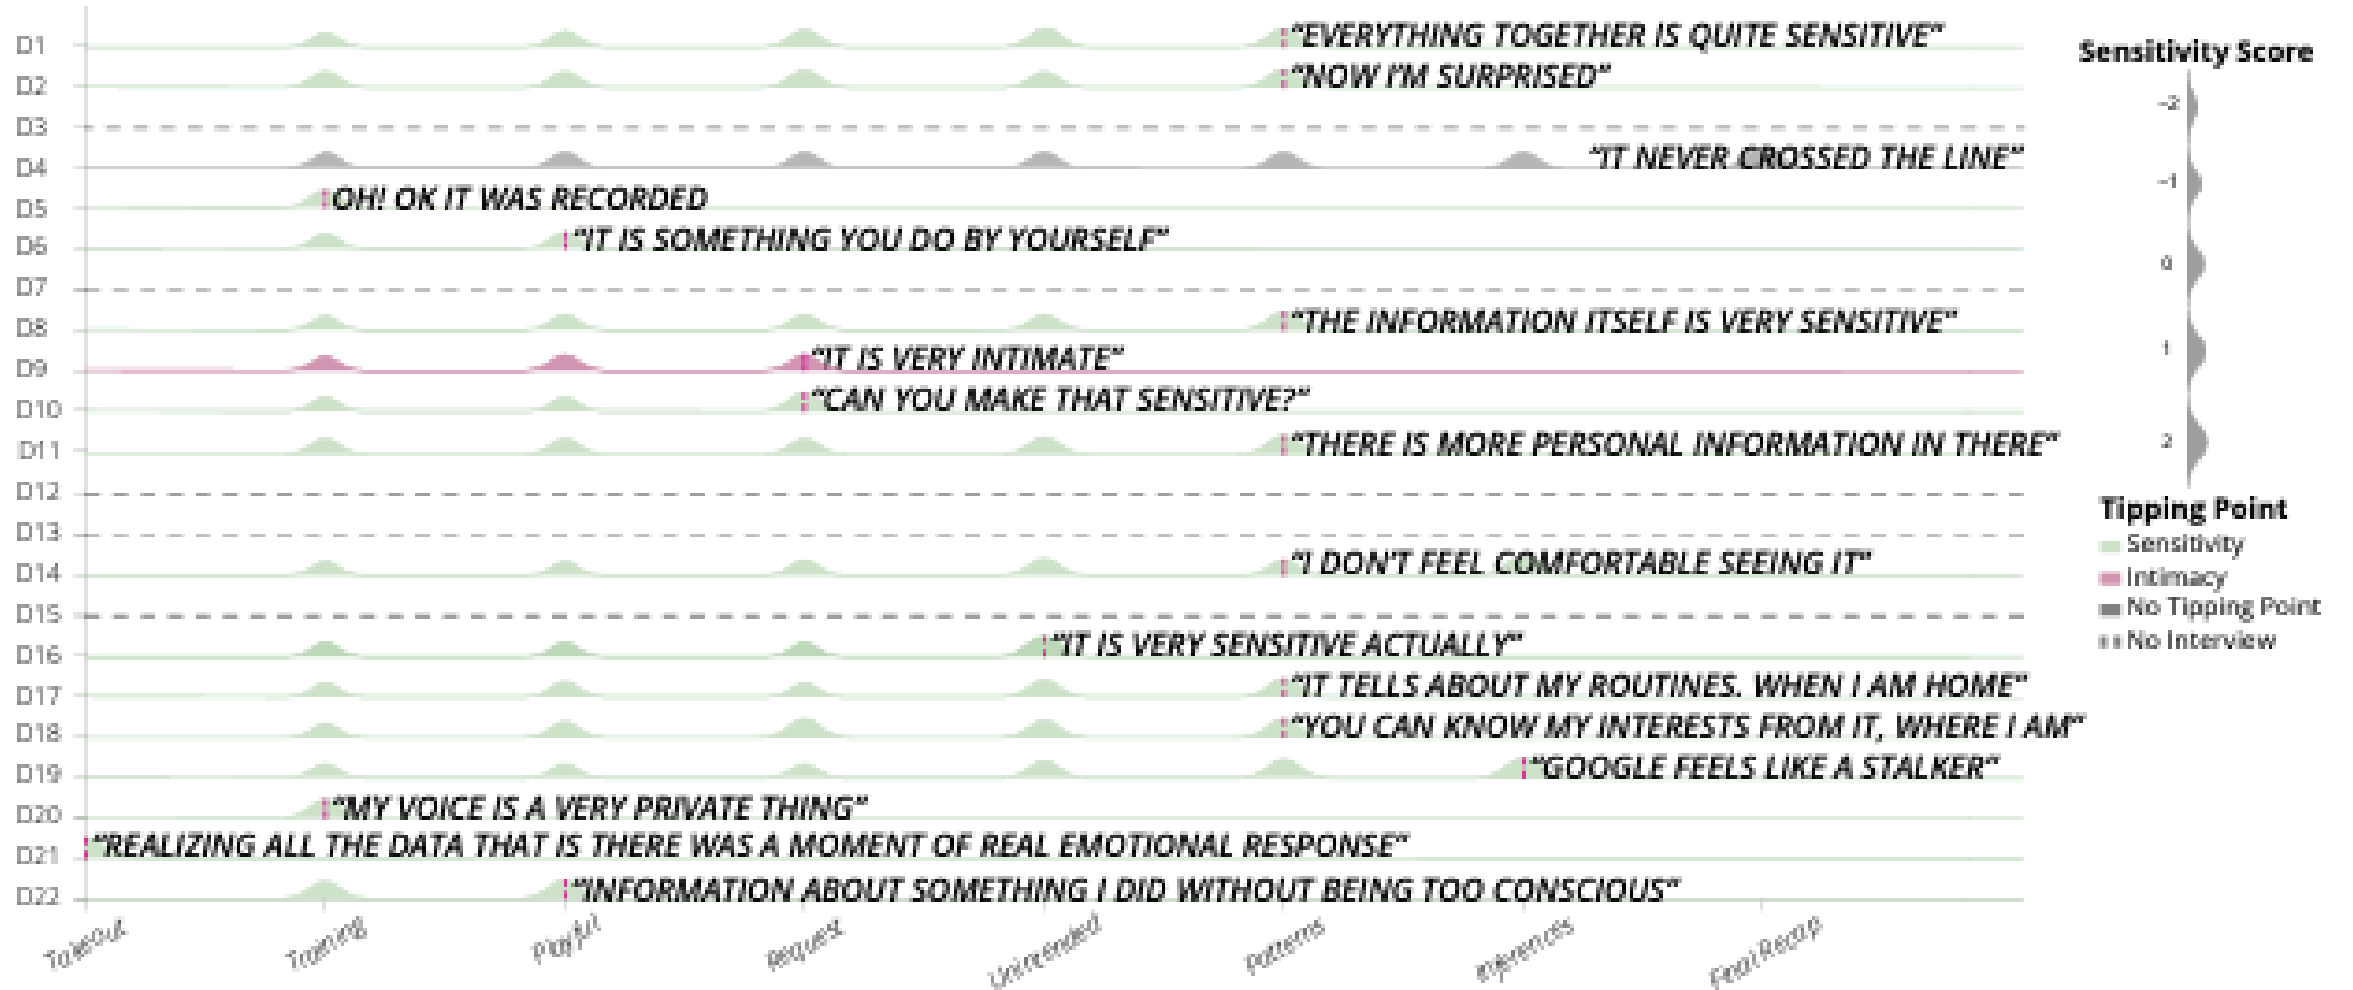 D1 “EVERYTHING TOGETHER IS QUITE SENSITIVE”
D2 “NOW I'M SURPRISED”
D3
D4 “IT NEVER CROSSED THE LINE”
D5 OH! OK IT WAS RECORDED
D6 “IT IS SOMETHING YOU DO BY YOURSELF”
D7
D8 “THE INFORMATION ITSELF IS VERY SENSITIVE”
D9 “IT IS VERY INTIMATE”
D10 “CAN YOU MAKE THAT SENSITIVE?”
D11 “THERE IS MORE PERSONAL INFORMATION IN THERE”
D12
D13
D14 “I DON'T FEEL COMFORTABLE SEEING IT”
D15
D16 “IT IS VERY SENSITIVE ACTUALLY”
D17 “IT TELLS ABOUT MY ROUTINES. WHEN I AM HOME”
D18 “YOU CAN KNOW MY INTERESTS FROM IT, WHERE I AM”
D19 “GOOGLE FEELS LIKE A STALKER”
D20 “MY VOICE IS A VERY PRIVATE THING”
D21 “REALIZING ALL THE DATA THAT IS THERE WAS A MOMENT OF REAL EMOTIONAL RESPONSE”
D22 “INFORMATION ABOUT SOMETHING I DID WITHOUT BEING TOO CONSCIOUS”
Takeout Training Playful Request Unintended Patterns Inferences Final Recap
Sensitivity Score
-2
-1
0
1
2
Tipping Point
Sensitivity
Intimacy
No Tipping Point
No Interview